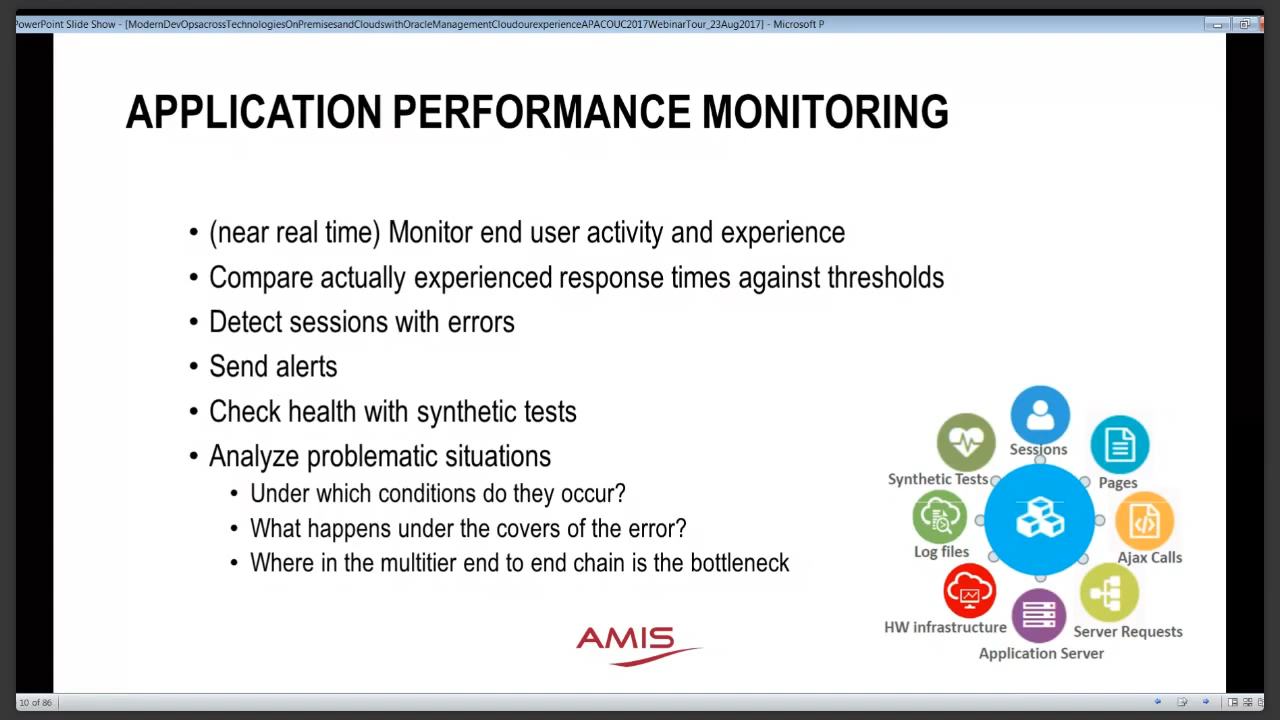 PowerPoint Slide Show - [ModernDevOpsacrossTechnologiesOnPremisesandCloudswithOracleManagementCloudourexperienceAPACOUC2017WebinarTour_23Aug2017] - Microsoft P
APPLICATION PERFORMANCE MONITORING
• (near real time) Monitor end user activity and experience
• Compare actually experienced response times against thresholds
• Detect sessions with errors
• Send alerts
• Check health with synthetic tests
• Analyze problematic situations
• Under which conditions do they occur?
• What happens under the covers of the error?
• Where in the multitier end to end chain is the bottleneck
Sessions
Synthetic Tests
Pages
Log files
Ajax Calls
HW infrastructure
Server Requests
Application Server
AMIS
10 of 86